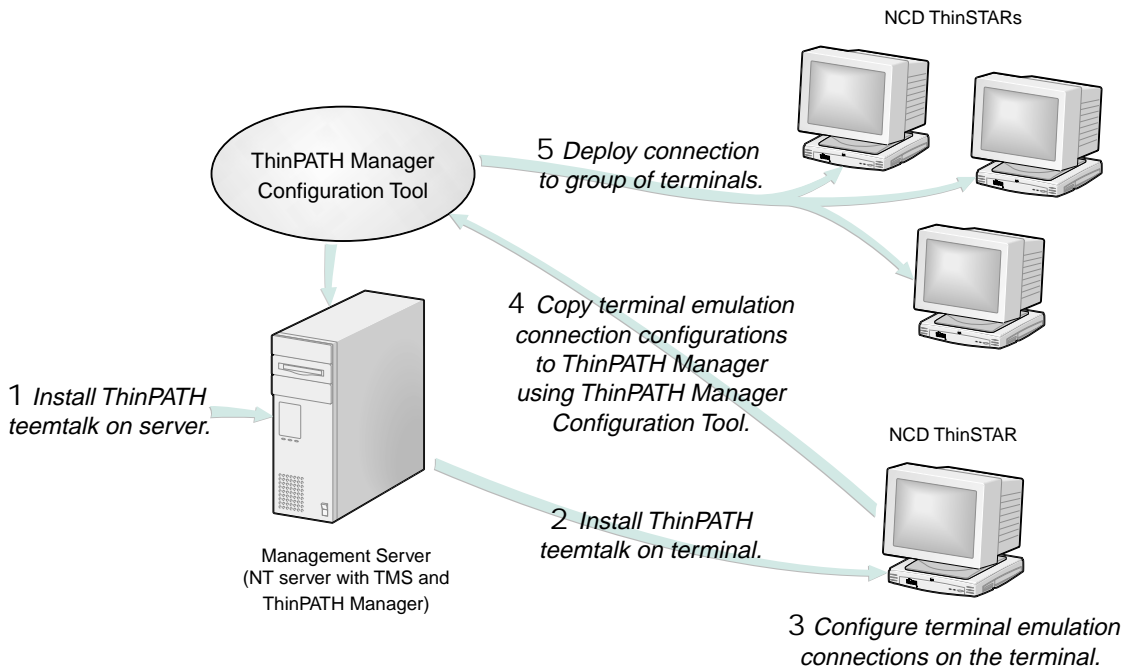 NCD ThinSTARs
ThinPATH Manager
Configuration Tool
5 Deploy connection
to group of terminals.
4 Copy terminal emulation
connection configurations
to ThinPATH Manager
using ThinPATH Manager
Configuration Tool.
1 Install ThinPATH
teemtalk on server.
NCD ThinSTAR
2 Install ThinPATH
teemtalk on terminal.
Management Server
(NT server with TMS and
ThinPATH Manager)
3 Configure terminal emulation
connections on the terminal.